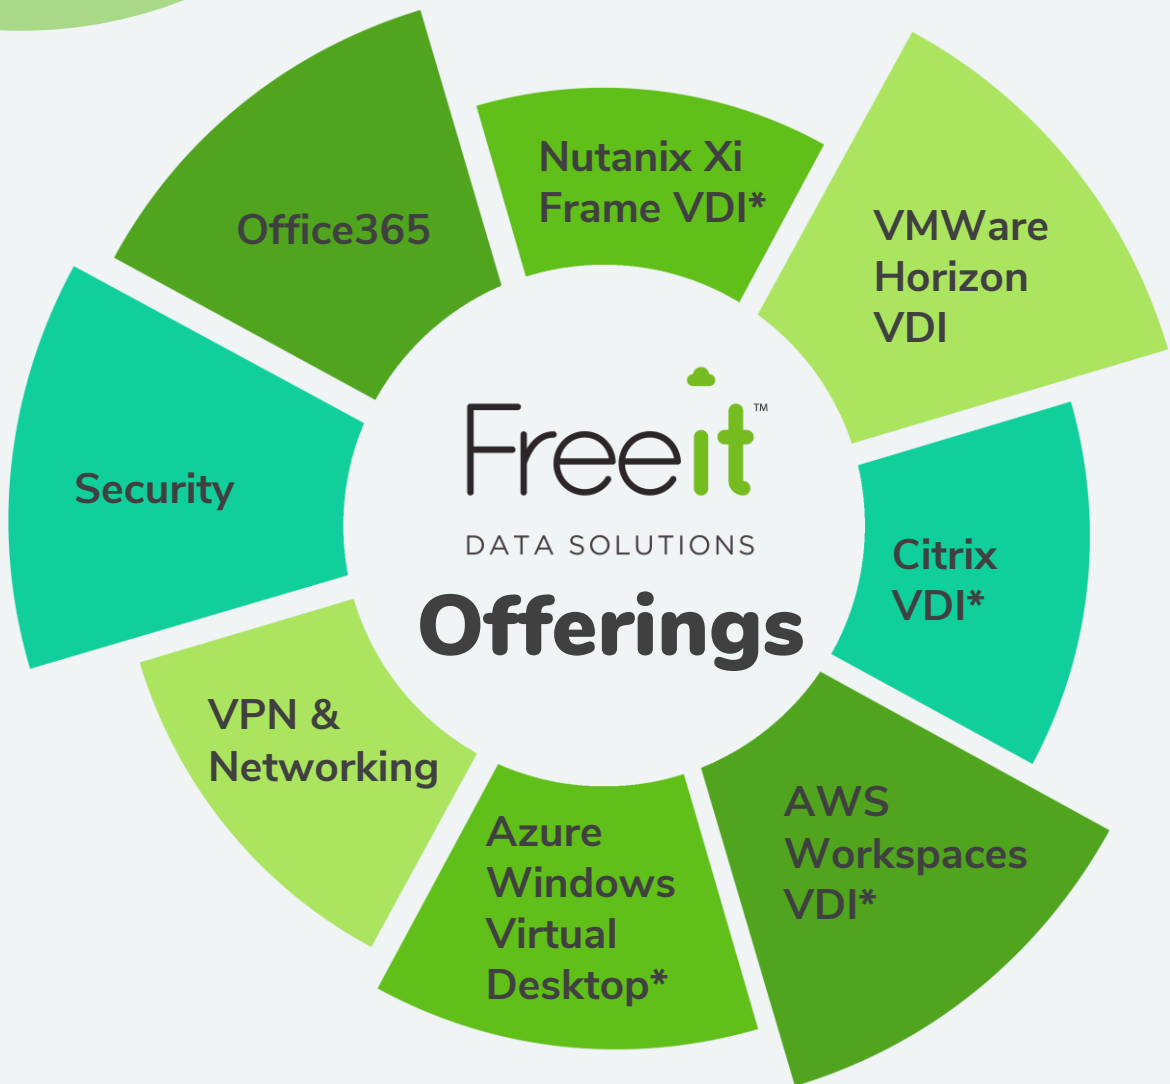 Nutanix Xi
Frame VDI*
VMWare
Horizon
VDI
Citrix
VDI*
AWS
Workspaces
VDI*
Azure
Windows
Virtual
Desktop*
VPN &
Networking
Security
Office365
Freeit™
DATA SOLUTIONS
Offerings